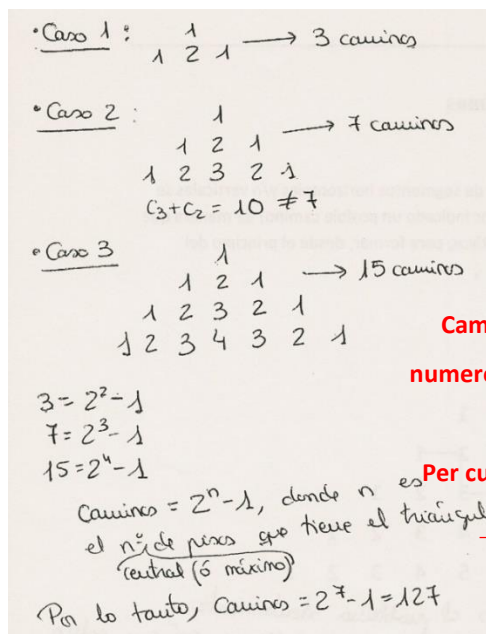 • Caso 1 : 1
1 2 1 → 3 caminos
• Caso 2 : 1
1 2 1 → 7 caminos
1 2 3 2 1
C₃+C₂ = 10 ≠ 7
• Caso 3 1
1 2 1 → 15 caminos
1 2 3 2 1
1 2 3 4 3 2 1
Cam
numer
3 = 2² - 1
7 = 2³ - 1
15 = 2⁴ - 1
Per cu
Caminos = 2ⁿ - 1, donde n es
el nº de pisos que tiene el triángul
central (ó máximo)
Por lo tanto, Caminos = 2⁷ - 1 = 127